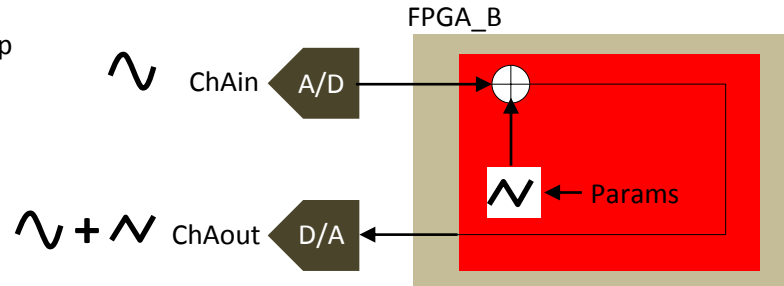 FPGA_B
p
ChAin A/D
Params
+ ChAout D/A